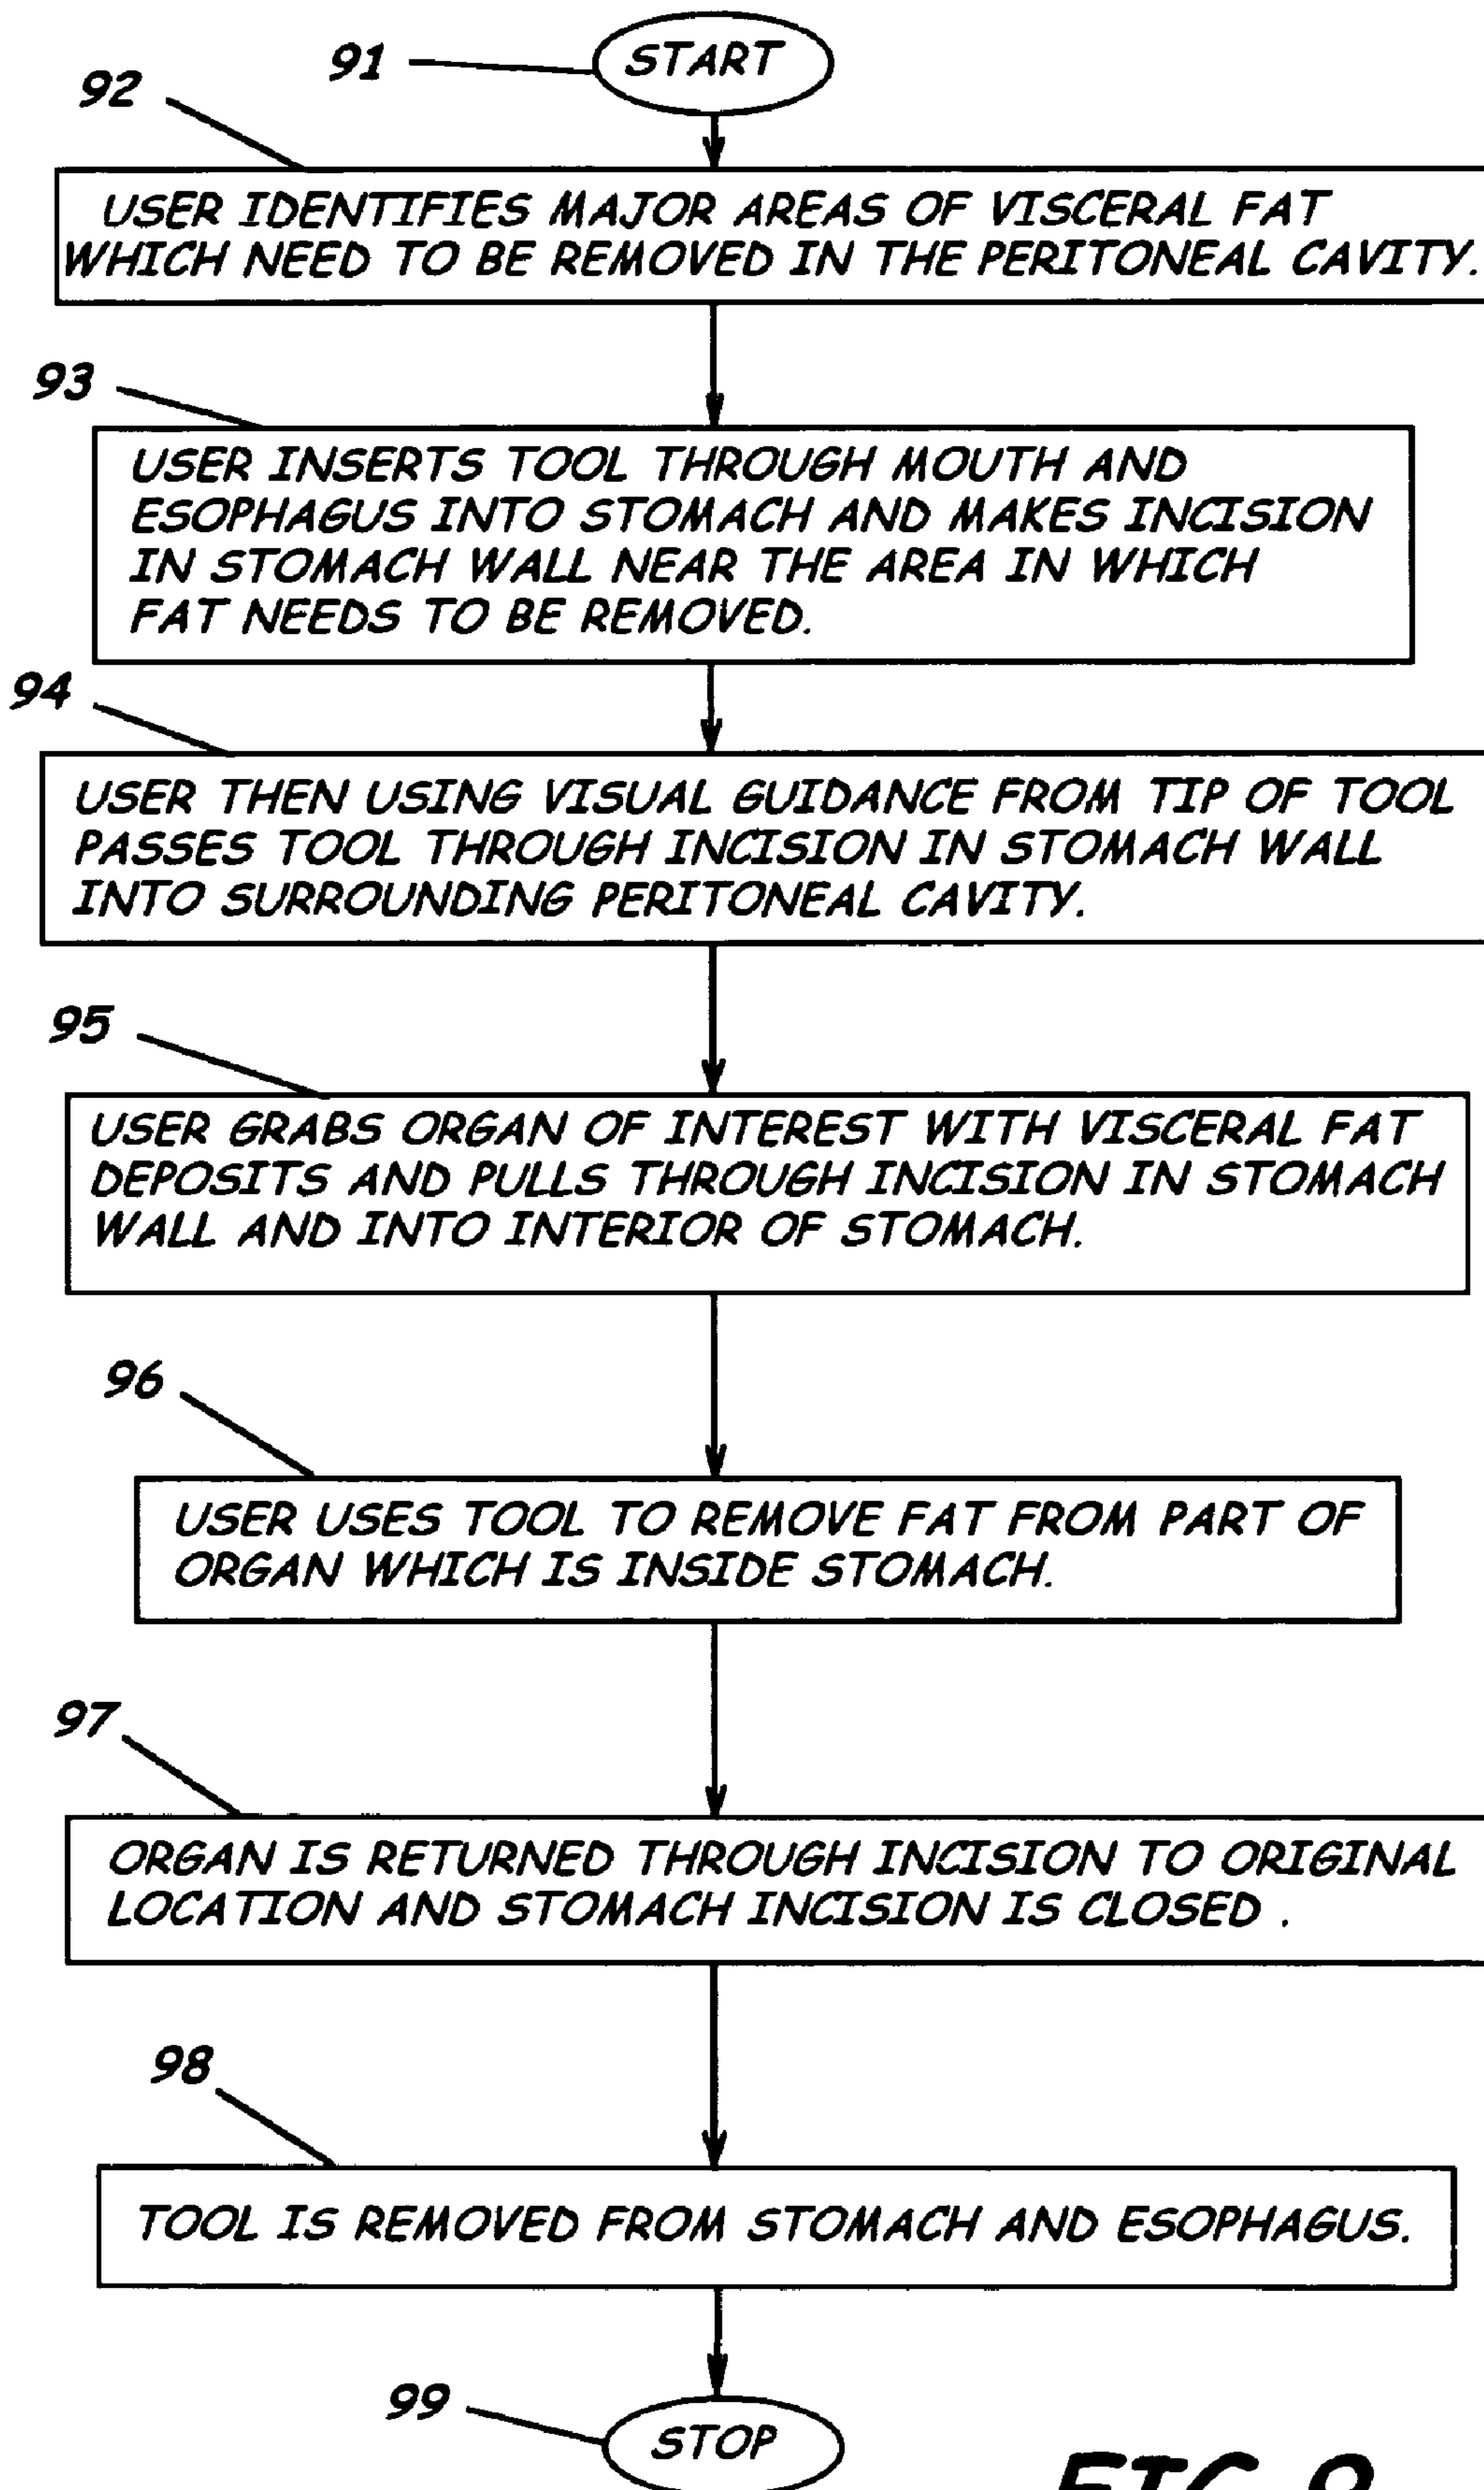 91
START
92
USER IDENTIFIES MAJOR AREAS OF VISCERAL FAT
WHICH NEED TO BE REMOVED IN THE PERITONEAL CAVITY.
93
USER INSERTS TOOL THROUGH MOUTH AND
ESOPHAGUS INTO STOMACH AND MAKES INCISION
IN STOMACH WALL NEAR THE AREA IN WHICH
FAT NEEDS TO BE REMOVED.
94
USER THEN USING VISUAL GUIDANCE FROM TIP OF TOOL
PASSES TOOL THROUGH INCISION IN STOMACH WALL
INTO SURROUNDING PERITONEAL CAVITY.
95
USER GRABS ORGAN OF INTEREST WITH VISCERAL FAT
DEPOSITS AND PULLS THROUGH INCISION IN STOMACH
WALL AND INTO INTERIOR OF STOMACH.
96
USER USES TOOL TO REMOVE FAT FROM PART OF
ORGAN WHICH IS INSIDE STOMACH.
97
ORGAN IS RETURNED THROUGH INCISION TO ORIGINAL
LOCATION AND STOMACH INCISION IS CLOSED .
98
TOOL IS REMOVED FROM STOMACH AND ESOPHAGUS.
99
STOP